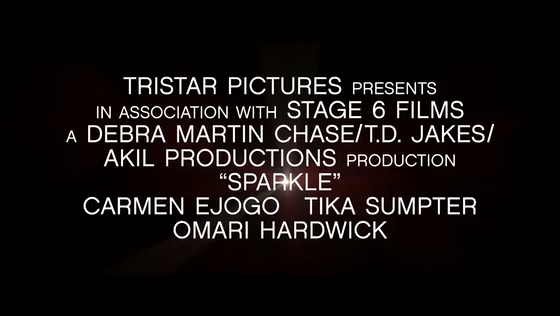 TRISTAR PICTURES PRESENTS
IN ASSOCIATION WITH STAGE 6 FILMS
A DEBRA MARTIN CHASE/T.D. JAKES/
AKIL PRODUCTIONS PRODUCTION
“SPARKLE”
CARMEN EJOGO TIKA SUMPTER
OMARI HARDWICK